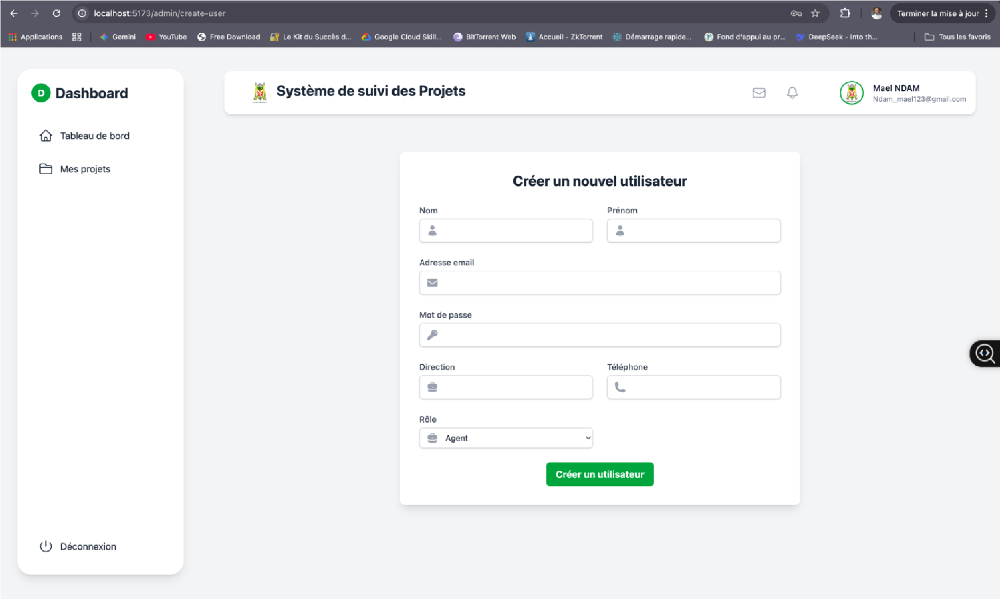 localhost:5173/admin/create-user
Terminer la mise à jour
Applications
Gemini
YouTube
Free Download
Le Kit du Succès d...
Google Cloud Skill...
BitTorrent Web
Accueil - ZkTorrent
Démarrage rapide...
Fond d'appui au pr...
DeepSeek - Into th...
Tous les favoris
D
Dashboard
Système de suivi des Projets
Mael NDAM
Ndam_mael123@gmail.com
Tableau de bord
Mes projets
Créer un nouvel utilisateur
Nom
Prénom
Adresse email
Mot de passe
Direction
Téléphone
Rôle
Agent
Créer un utilisateur
Déconnexion